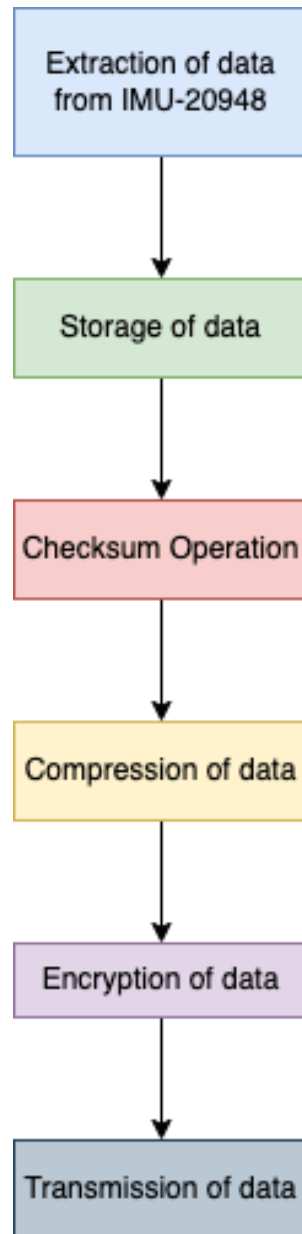 Extraction of data
from IMU-20948
Storage of data
Checksum Operation
Compression of data
Encryption of data
Transmission of data